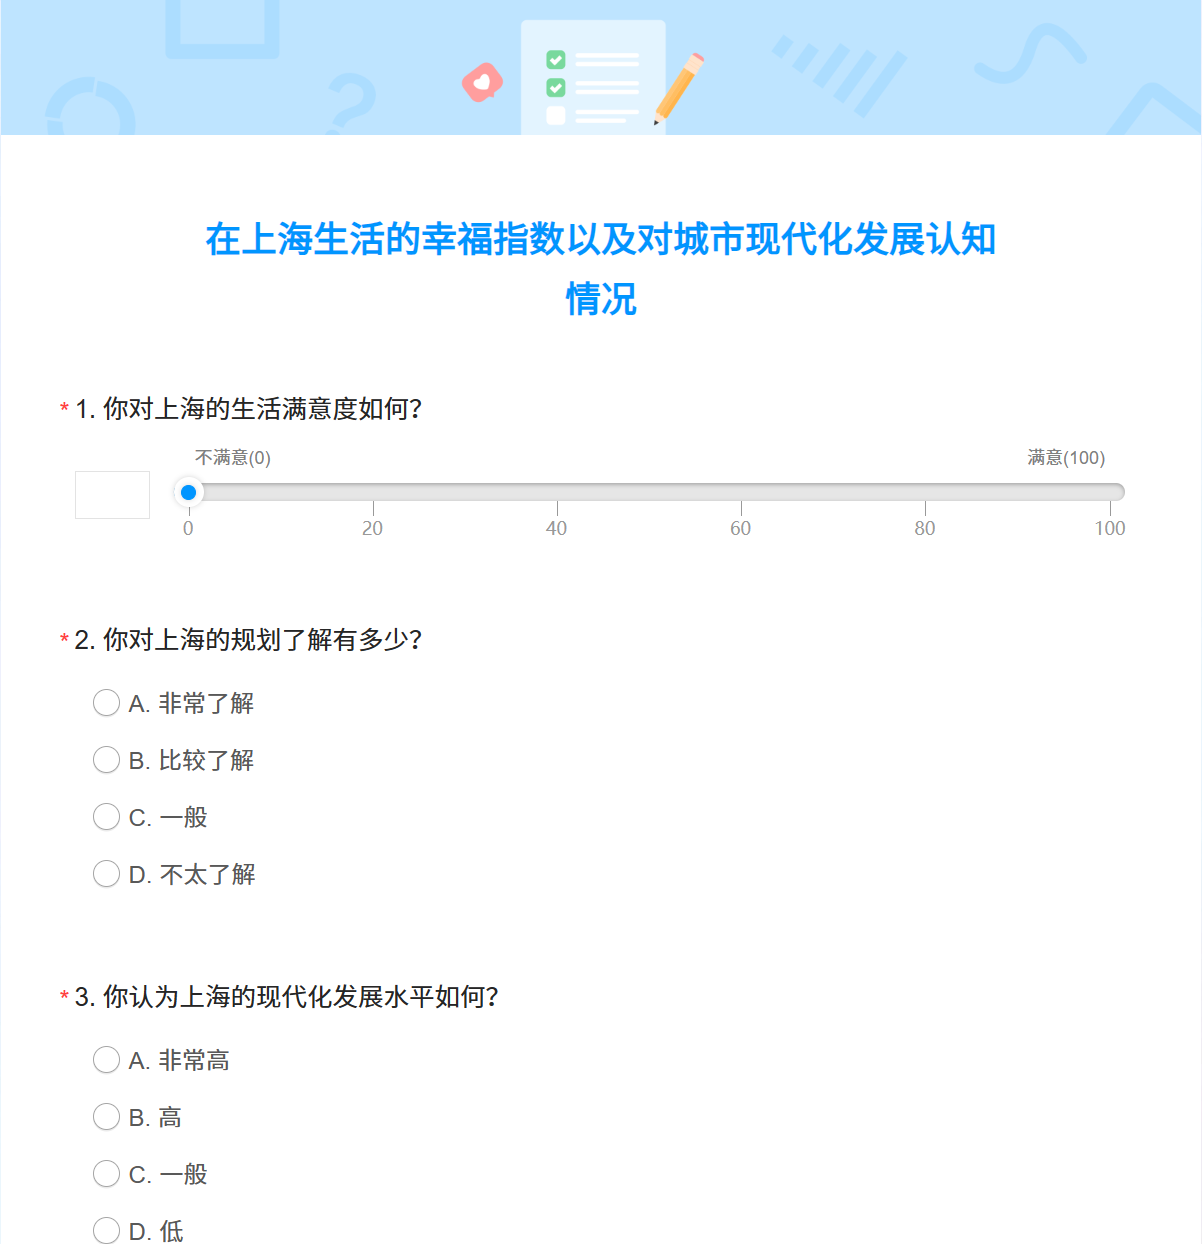 在上海生活的幸福指数以及对城市现代化发展认知
情况
* 1. 你对上海的生活满意度如何?
不满意(0) 满意(100)
0 20 40 60 80 100
* 2. 你对上海的规划了解有多少?
A. 非常了解
B. 比较了解
C. 一般
D. 不太了解
* 3. 你认为上海的现代化发展水平如何?
A. 非常高
B. 高
C. 一般
D. 低